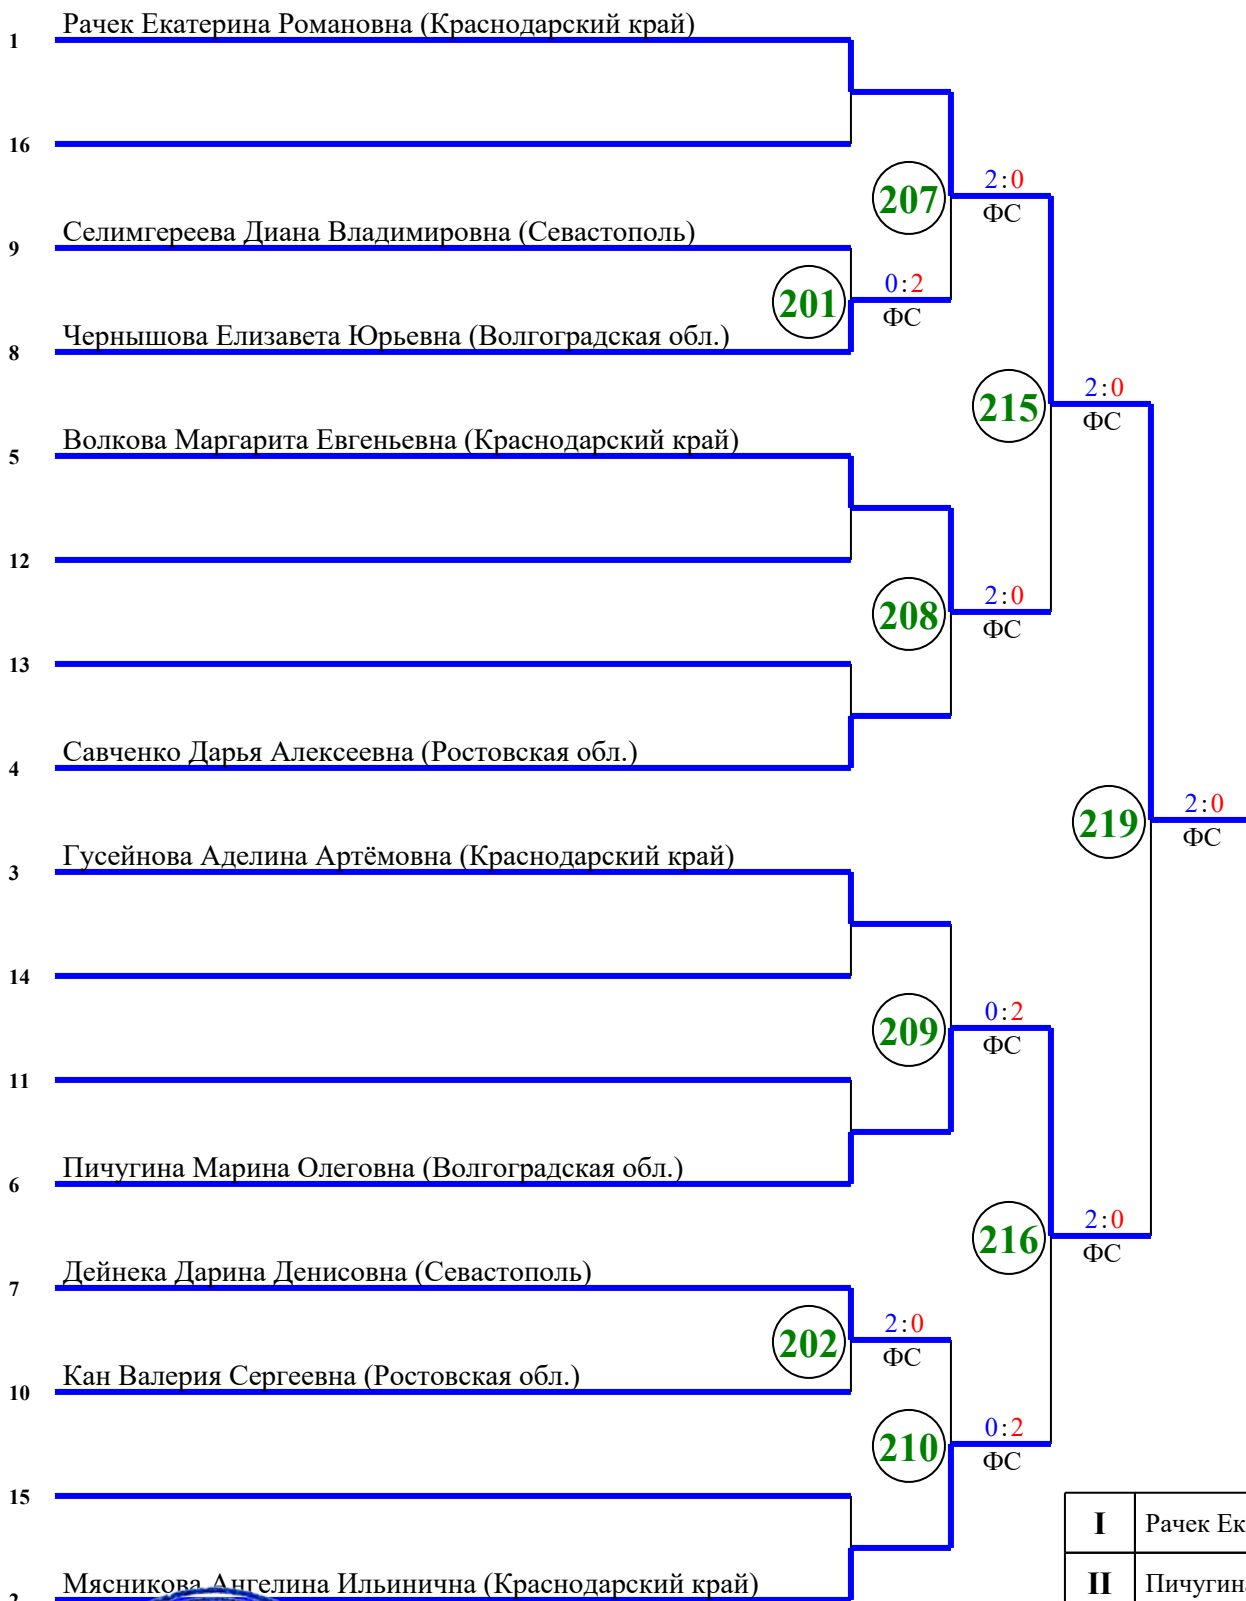 Рачек Екатерина Романовна (Краснодарский край)
1
16
207
2:0
ФС
Селимгереева Диана Владимировна (Севастополь)
9
201
0:2
ФС
Чернышова Елизавета Юрьевна (Волгоградская обл.)
8
215
2:0
ФС
Волкова Маргарита Евгеньевна (Краснодарский край)
5
12
208
2:0
ФС
13
Савченко Дарья Алексеевна (Ростовская обл.)
4
219
2:0
ФС
Гусейнова Аделина Артёмовна (Краснодарский край)
3
14
209
0:2
ФС
11
Пичугина Марина Олеговна (Волгоградская обл.)
6
216
2:0
ФС
Дейнека Дарина Денисовна (Севастополь)
7
202
2:0
ФС
Кан Валерия Сергеевна (Ростовская обл.)
10
210
0:2
ФС
15
I Рачек Ек
Мясникова Ангелина Ильинична (Краснодарский край)
2
II Пичугина